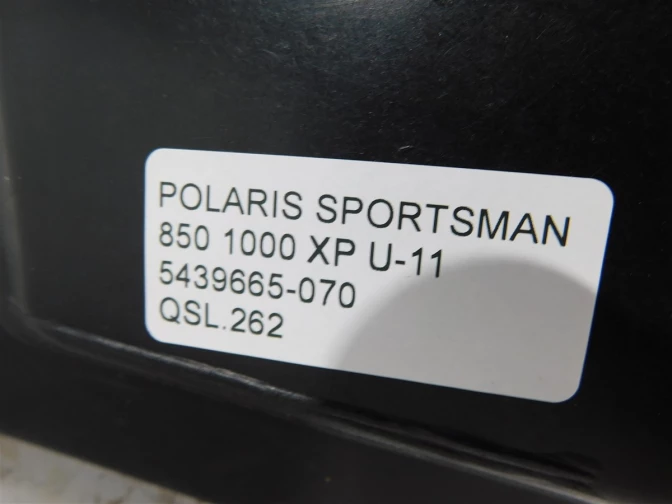 POLARIS SPORTSMAN
850 1000 XP U-11
5439665-070
QSL.262